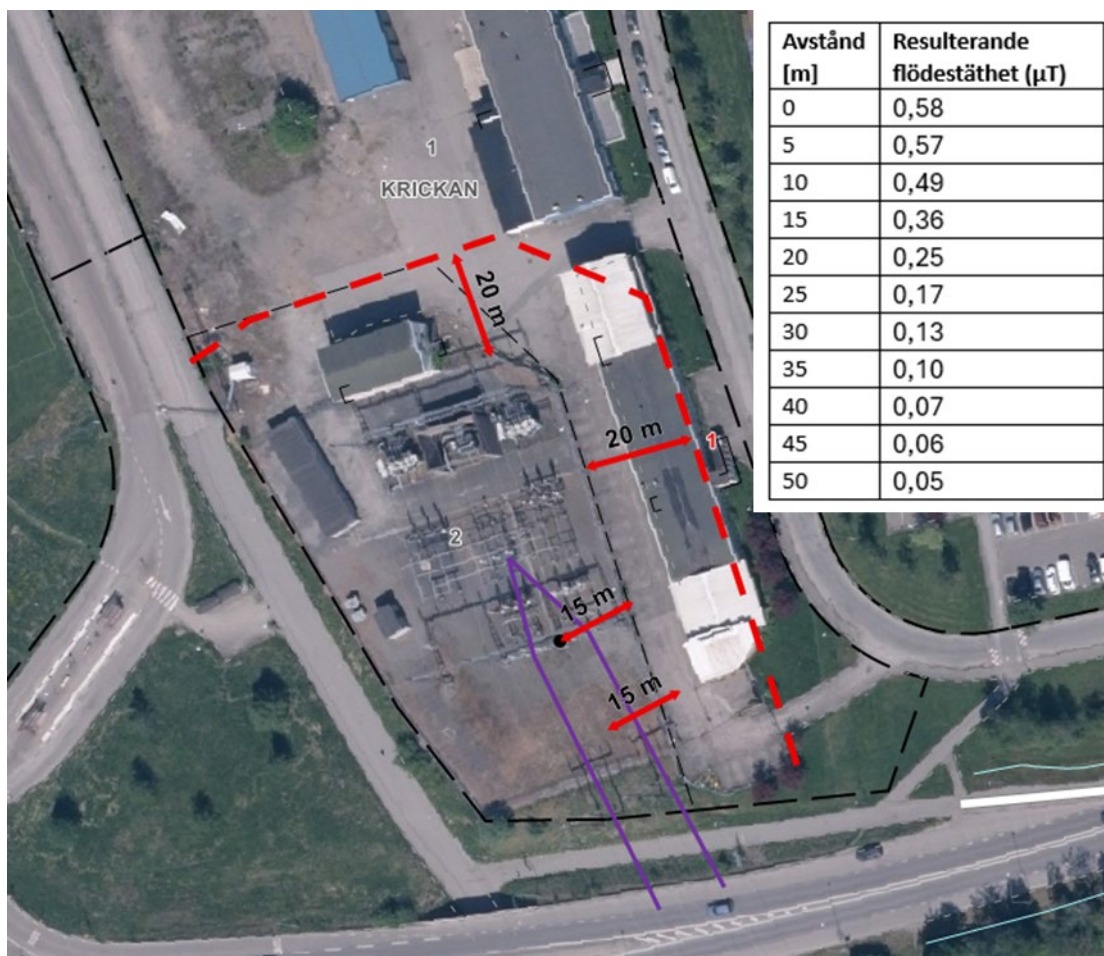 Avstånd [m] Resulterande flödestäthet (µT)
0 0,58
5 0,57
10 0,49
15 0,36
20 0,25
25 0,17
30 0,13
35 0,10
40 0,07
45 0,06
50 0,05
1
KRICKAN
20 m
20 m
1
2
15 m
15 m